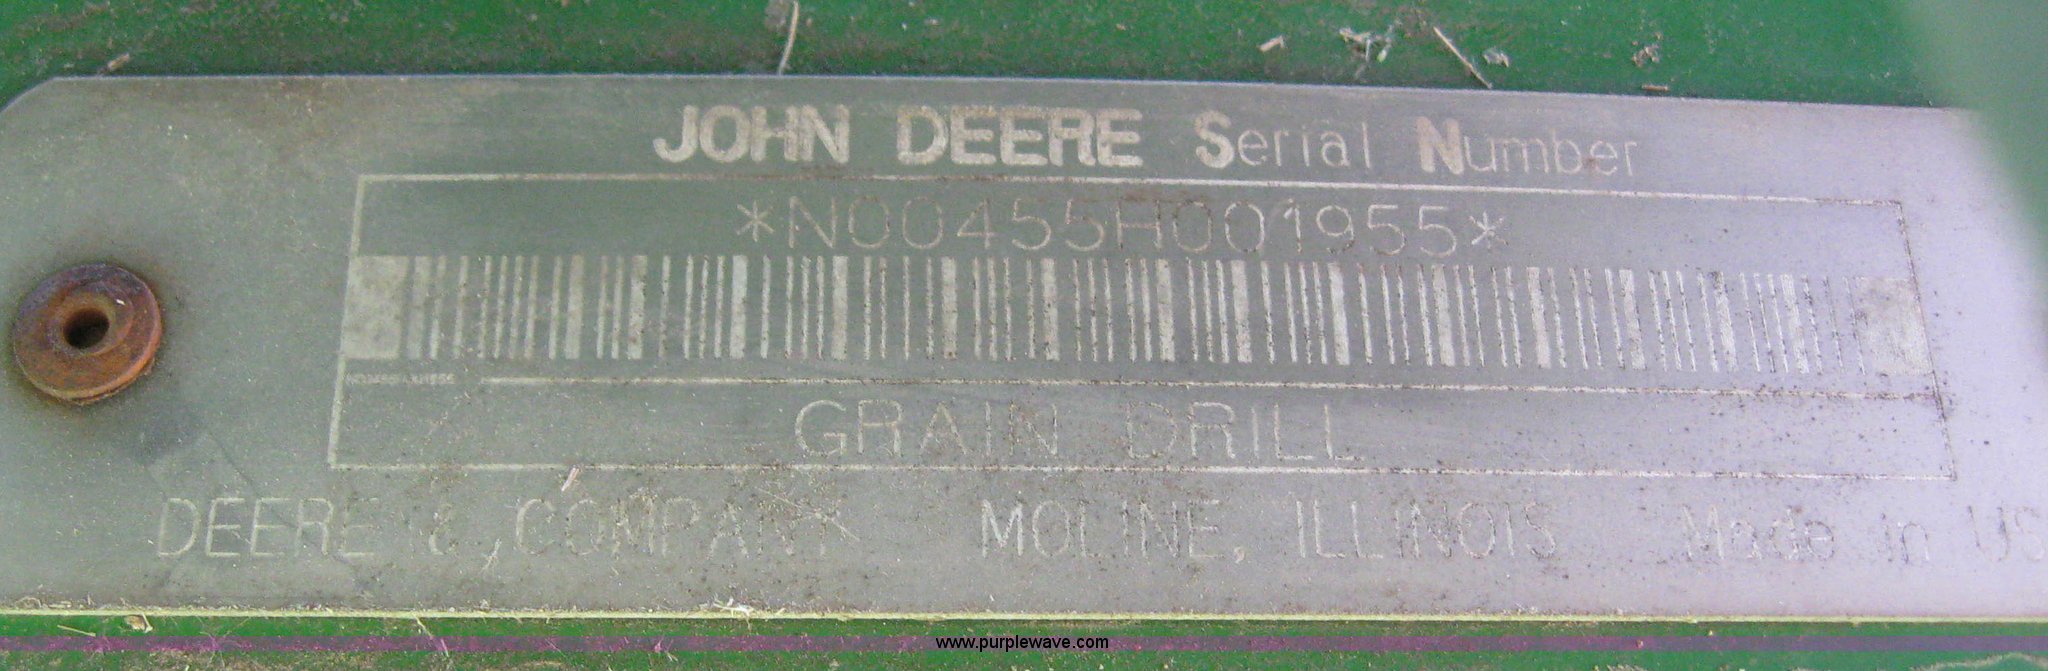 JOHN DEERE Serial Number
*N00455H001955*
GRAIN DRILL
DEERE & COMPANY MOLINE, ILLINOIS Made in US
www.purplewave.com